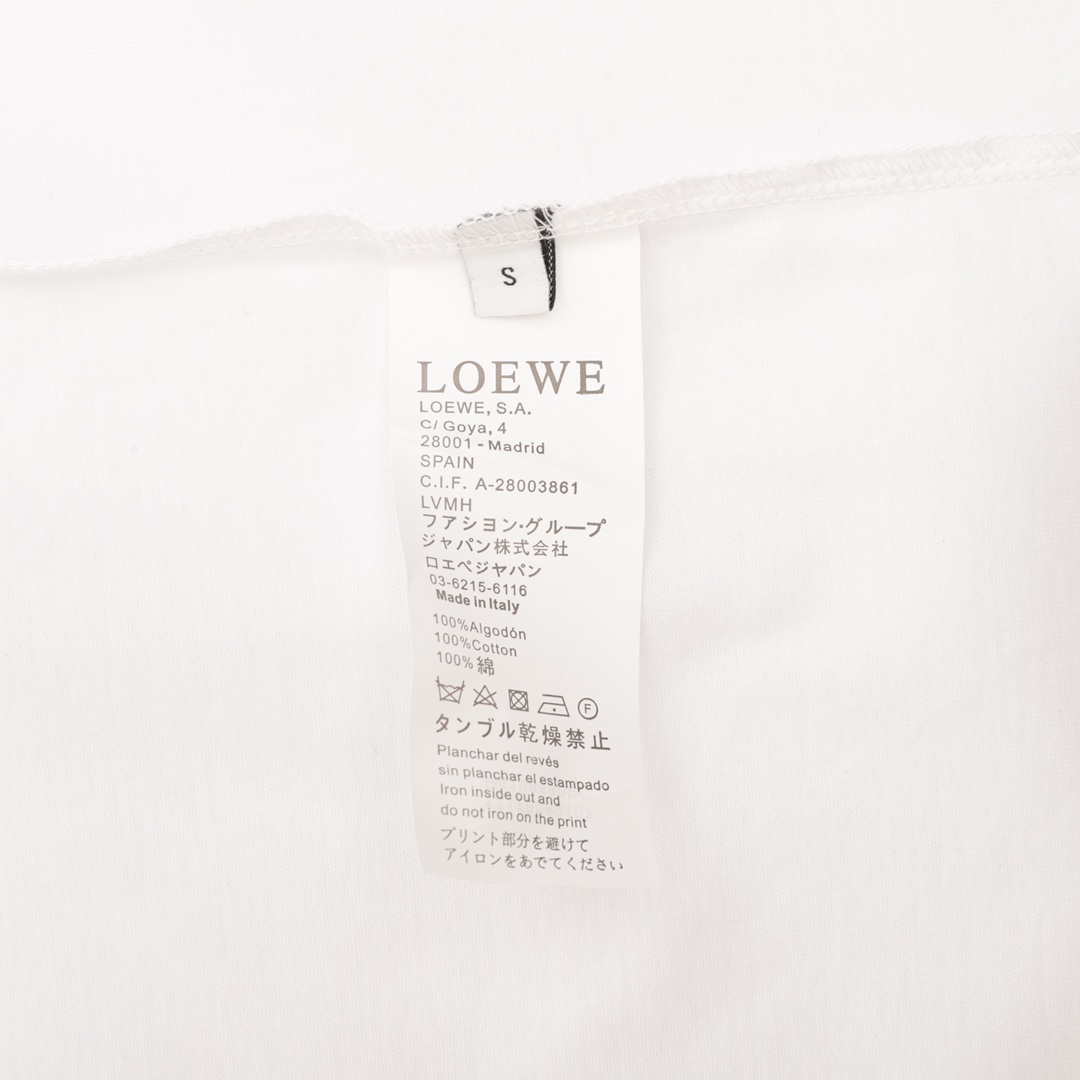 S
LOEWE
LOEWE, S.A.
C/ Goya, 4
28001 - Madrid
SPAIN
C.I.F. A-28003861
LVMH
ファション·グループ
ジャパン株式会社
ロエペジャパン
03-6215-6116
Made in Italy
100%Algodón
100%Cotton
100% 綿
F
タンブル乾燥禁止
Planchar del revés
sin planchar el estampado
Iron inside out and
do not iron on the print
プリント部分を避けて
アイロンをあでてください